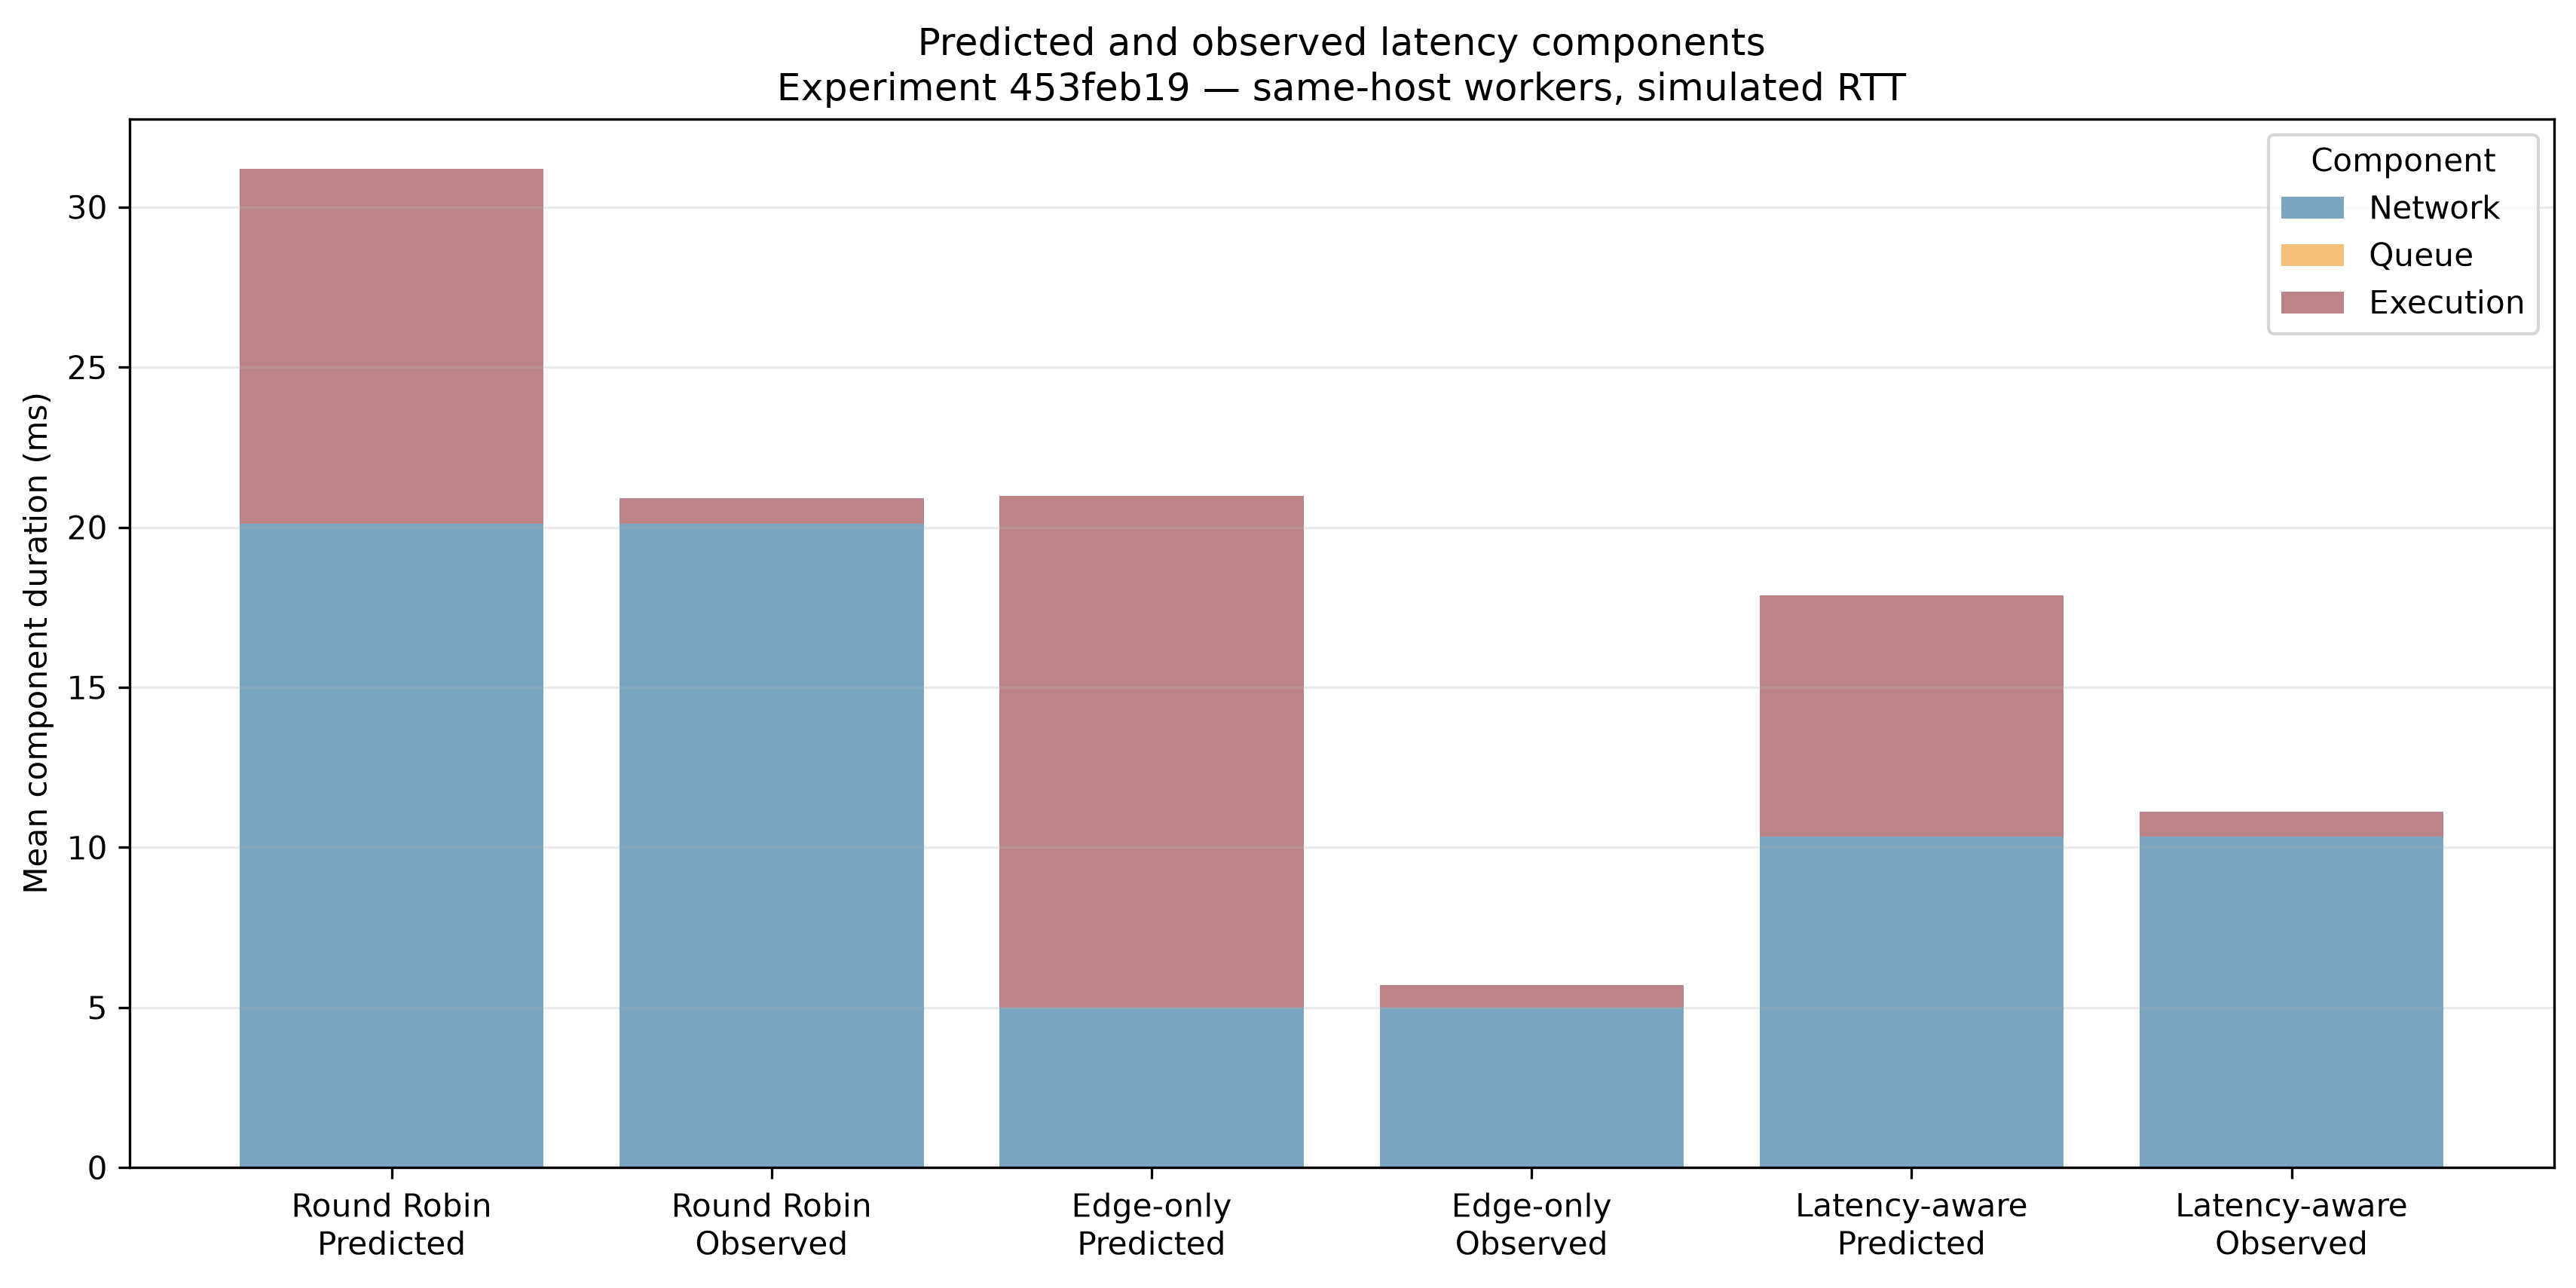 Predicted and observed latency components
Experiment 453feb19 — same-host workers, simulated RTT
Mean component duration (ms)
30
25
20
15
10
5
0
Component
Network
Queue
Execution
Round Robin
Predicted
Round Robin
Observed
Edge-only
Predicted
Edge-only
Observed
Latency-aware
Predicted
Latency-aware
Observed